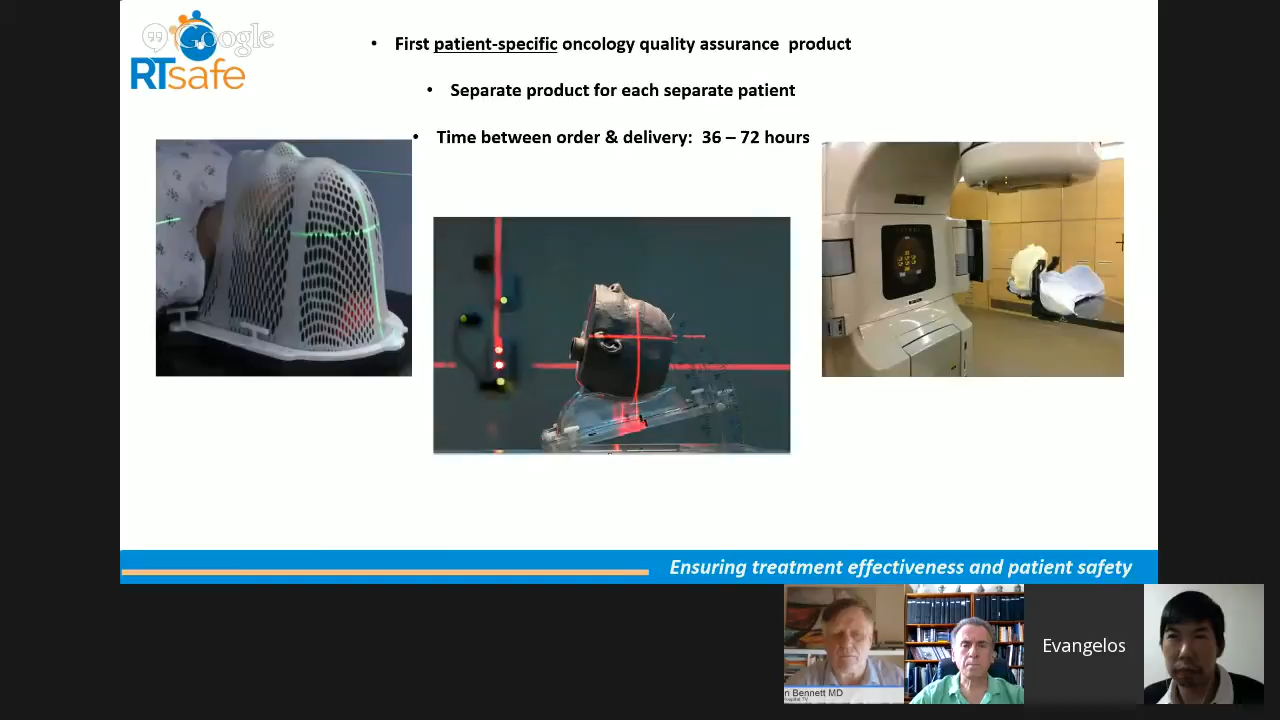 Google
RTsafe
• First patient-specific oncology quality assurance product
• Separate product for each separate patient
• Time between order & delivery: 36 – 72 hours
Ensuring treatment effectiveness and patient safety
n Bennett MD
Evangelos